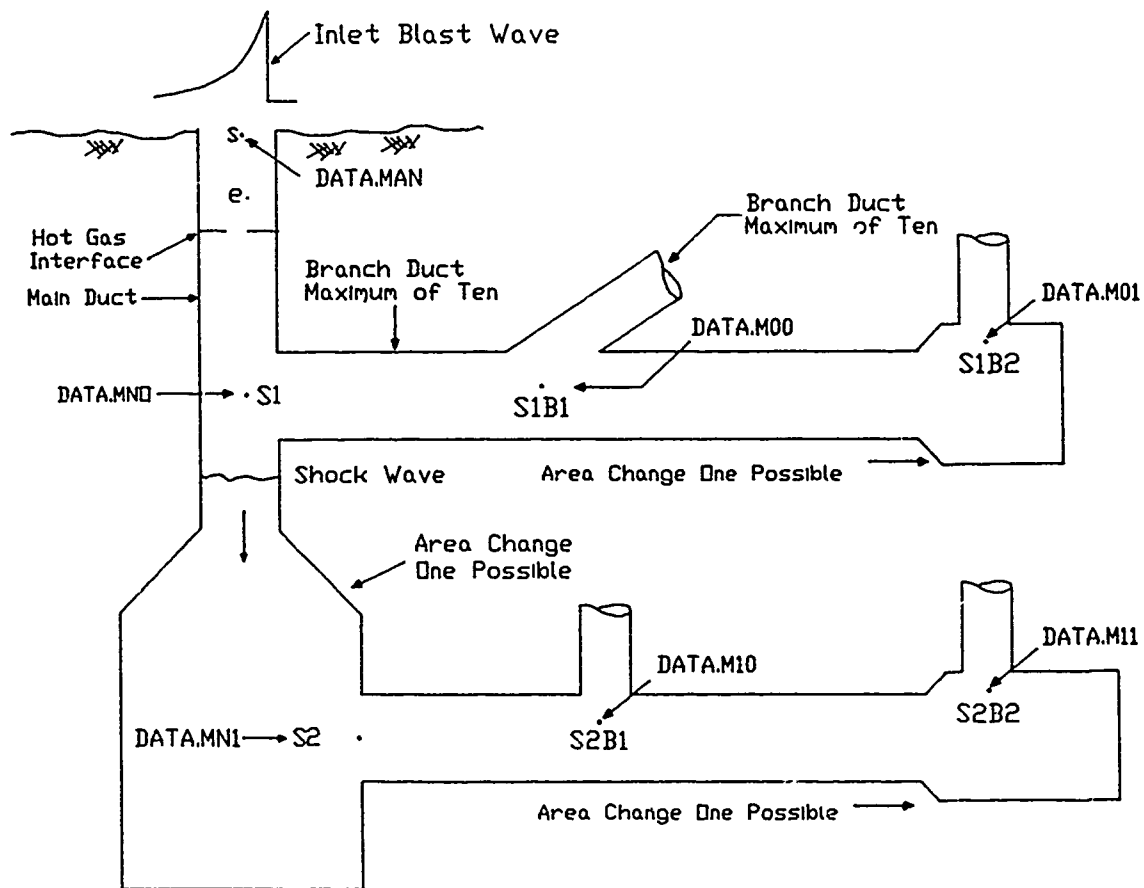 Inlet Blast Wave
s.
DATA.MAN
e.
Hot Gas
Interface
Main Duct
Branch Duct
Maximum of Ten
Branch Duct
Maximum of Ten
DATA.M00
DATA.M01
S1B2
DATA.MN0
S1
S1B1
Shock Wave
Area Change One Possible
Area Change
One Possible
DATA.M10
DATA.M11
S2B2
DATA.MN1
S2
S2B1
Area Change One Possible